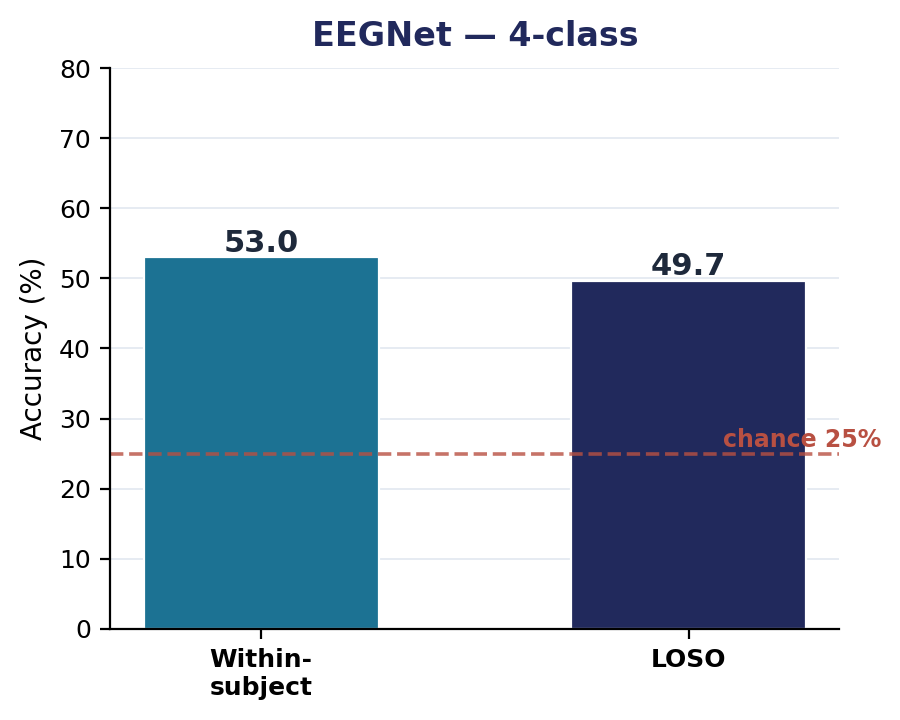 EEGNet — 4-class
Accuracy (%)
80
70
60
50
40
30
20
10
0
53.0
49.7
chance 25%
Within-
subject
LOSO